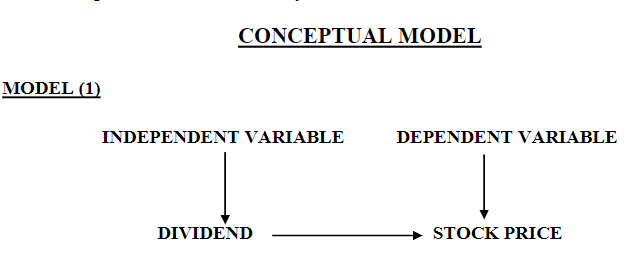 CONCEPTUAL MODEL
MODEL (1)
INDEPENDENT VARIABLE DEPENDENT VARIABLE
DIVIDEND STOCK PRICE